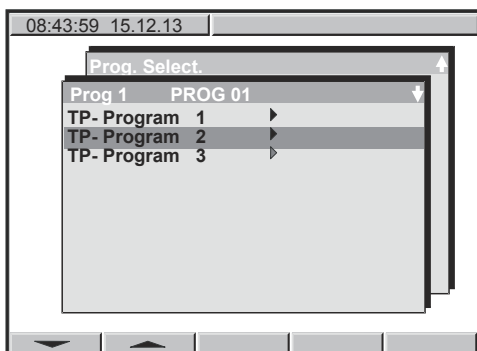 08:43:59 15.12.13
Prog. Select.
Prog 1 PROG 01
TP- Program 1
TP- Program 2
TP- Program 3